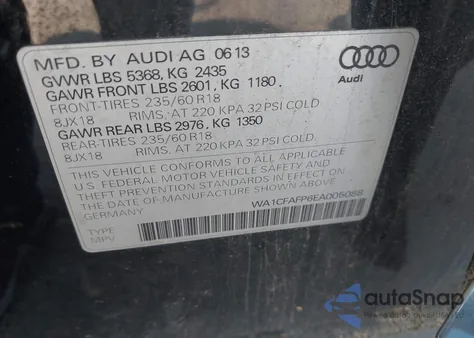 MFD. BY AUDI AG 06 13
GVWR LBS 5368, KG 2435
GAWR FRONT LBS 2601, KG 1180
FRONT-TIRES 235/60 R18
8JX18 RIMS, AT 220 KPA 32 PSI COLD
GAWR REAR LBS 2976, KG 1350
REAR-TIRES 235/60 R18
8JX18 RIMS, AT 220 KPA 32 PSI COLD
THIS VEHICLE CONFORMS TO ALL APPLICABLE
U.S. FEDERAL MOTOR VEHICLE SAFETY AND
THEFT PREVENTION STANDARDS IN EFFECT ON
THE DATE OF MANUFACTURE SHOWN ABOVE.
GERMANY
WA1CFAFP6EA005088
TYPE
MPV
Audi
autoSnap